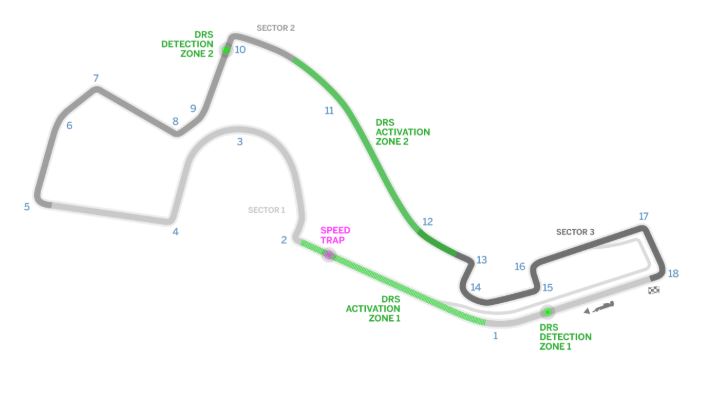 SECTOR 2
DRS
DETECTION
ZONE 2
10
7
11
9
6
8
DRS
ACTIVATION
ZONE 2
3
5
SECTOR 1
4
12
17
SPEED
TRAP
SECTOR 3
2
13
16
18
14
15
DRS
ACTIVATION
ZONE 1
1
DRS
DETECTION
ZONE 1